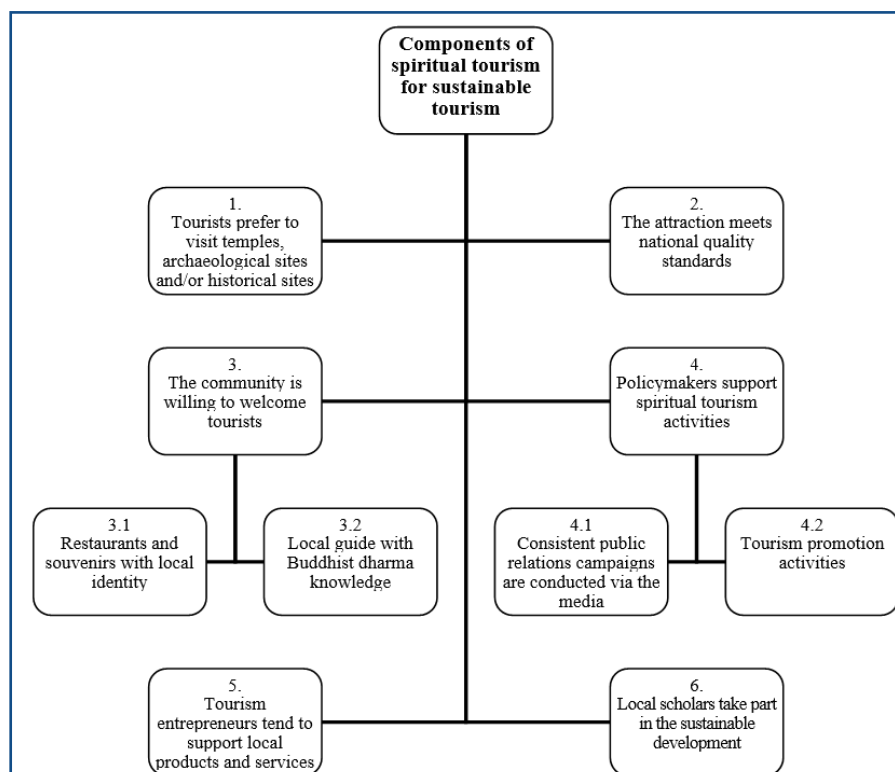 Components of
spiritual tourism
for sustainable
tourism
1.
Tourists prefer to
visit temples,
archaeological sites
and/or historical sites
2.
The attraction meets
national quality
standards
3.
The community is
willing to welcome
tourists
4.
Policymakers support
spiritual tourism
activities
3.1
Restaurants and
souvenirs with local
identity
3.2
Local guide with
Buddhist dharma
knowledge
4.1
Consistent public
relations campaigns
are conducted via the
media
4.2
Tourism promotion
activities
5.
Tourism
entrepreneurs tend to
support local
products and services
6.
Local scholars take part
in the sustainable
development